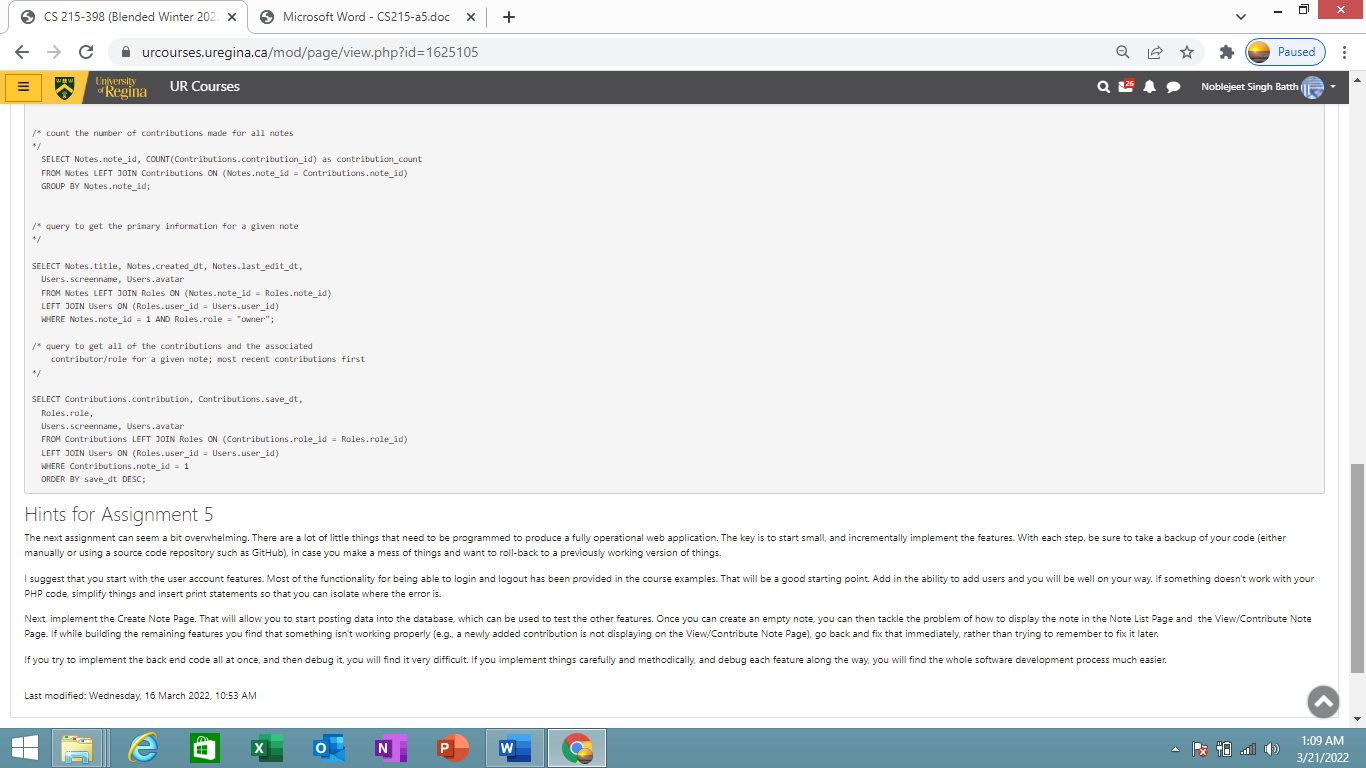 CS 215-398 (Blended Winter 202
Microsoft Word - CS215-a5.doc
urcourses.uregina.ca/mod/page/view.php?id=1625105
Paused
University of Regina
UR Courses
26
Noblejeet Singh Batth
/* count the number of contributions made for all notes
*/
SELECT Notes.note_id, COUNT(Contributions.contribution_id) as contribution_count
FROM Notes LEFT JOIN Contributions ON (Notes.note_id = Contributions.note_id)
GROUP BY Notes.note_id;
/* query to get the primary information for a given note
*/
SELECT Notes.title, Notes.created_dt, Notes.last_edit_dt,
Users.screenname, Users.avatar
FROM Notes LEFT JOIN Roles ON (Notes.note_id = Roles.note_id)
LEFT JOIN Users ON (Roles.user_id = Users.user_id)
WHERE Notes.note_id = 1 AND Roles.role = "owner";
/* query to get all of the contributions and the associated
contributor/role for a given note; most recent contributions first
*/
SELECT Contributions.contribution, Contributions.save_dt,
Roles.role,
Users.screenname, Users.avatar
FROM Contributions LEFT JOIN Roles ON (Contributions.role_id = Roles.role_id)
LEFT JOIN Users ON (Roles.user_id = Users.user_id)
WHERE Contributions.note_id = 1
ORDER BY save_dt DESC;
Hints for Assignment 5
The next assignment can seem a bit overwhelming. There are a lot of little things that need to be programmed to produce a fully operational web application. The key is to start small, and incrementally implement the features. With each step, be sure to take a backup of your code (either
manually or using a source code repository such as GitHub), in case you make a mess of things and want to roll-back to a previously working version of things.
I suggest that you start with the user account features. Most of the functionality for being able to login and logout has been provided in the course examples. That will be a good starting point. Add in the ability to add users and you will be well on your way. If something doesn't work with your
PHP code, simplify things and insert print statements so that you can isolate where the error is.
Next, implement the Create Note Page. That will allow you to start posting data into the database, which can be used to test the other features. Once you can create an empty note, you can then tackle the problem of how to display the note in the Note List Page and the View/Contribute Note
Page. If while building the remaining features you find that something isn't working properly (e.g., a newly added contribution is not displaying on the View/Contribute Note Page), go back and fix that immediately, rather than trying to remember to fix it later.
If you try to implement the back end code all at once, and then debug it, you will find it very difficult. If you implement things carefully and methodically, and debug each feature along the way, you will find the whole software development process much easier.
Last modified: Wednesday, 16 March 2022, 10:53 AM
1:09 AM
3/21/2022